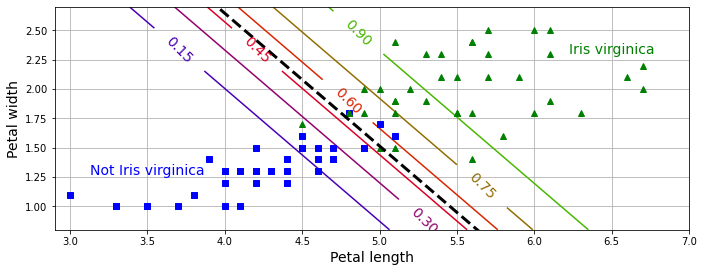 2.50
2.25
2.00
1.75
1.50
1.25
1.00
Petal width
0.15
0.45
0.90
0.60
0.75
0.30
Iris virginica
Not Iris virginica
3.0 3.5 4.0 4.5 5.0 5.5 6.0 6.5 7.0
Petal length